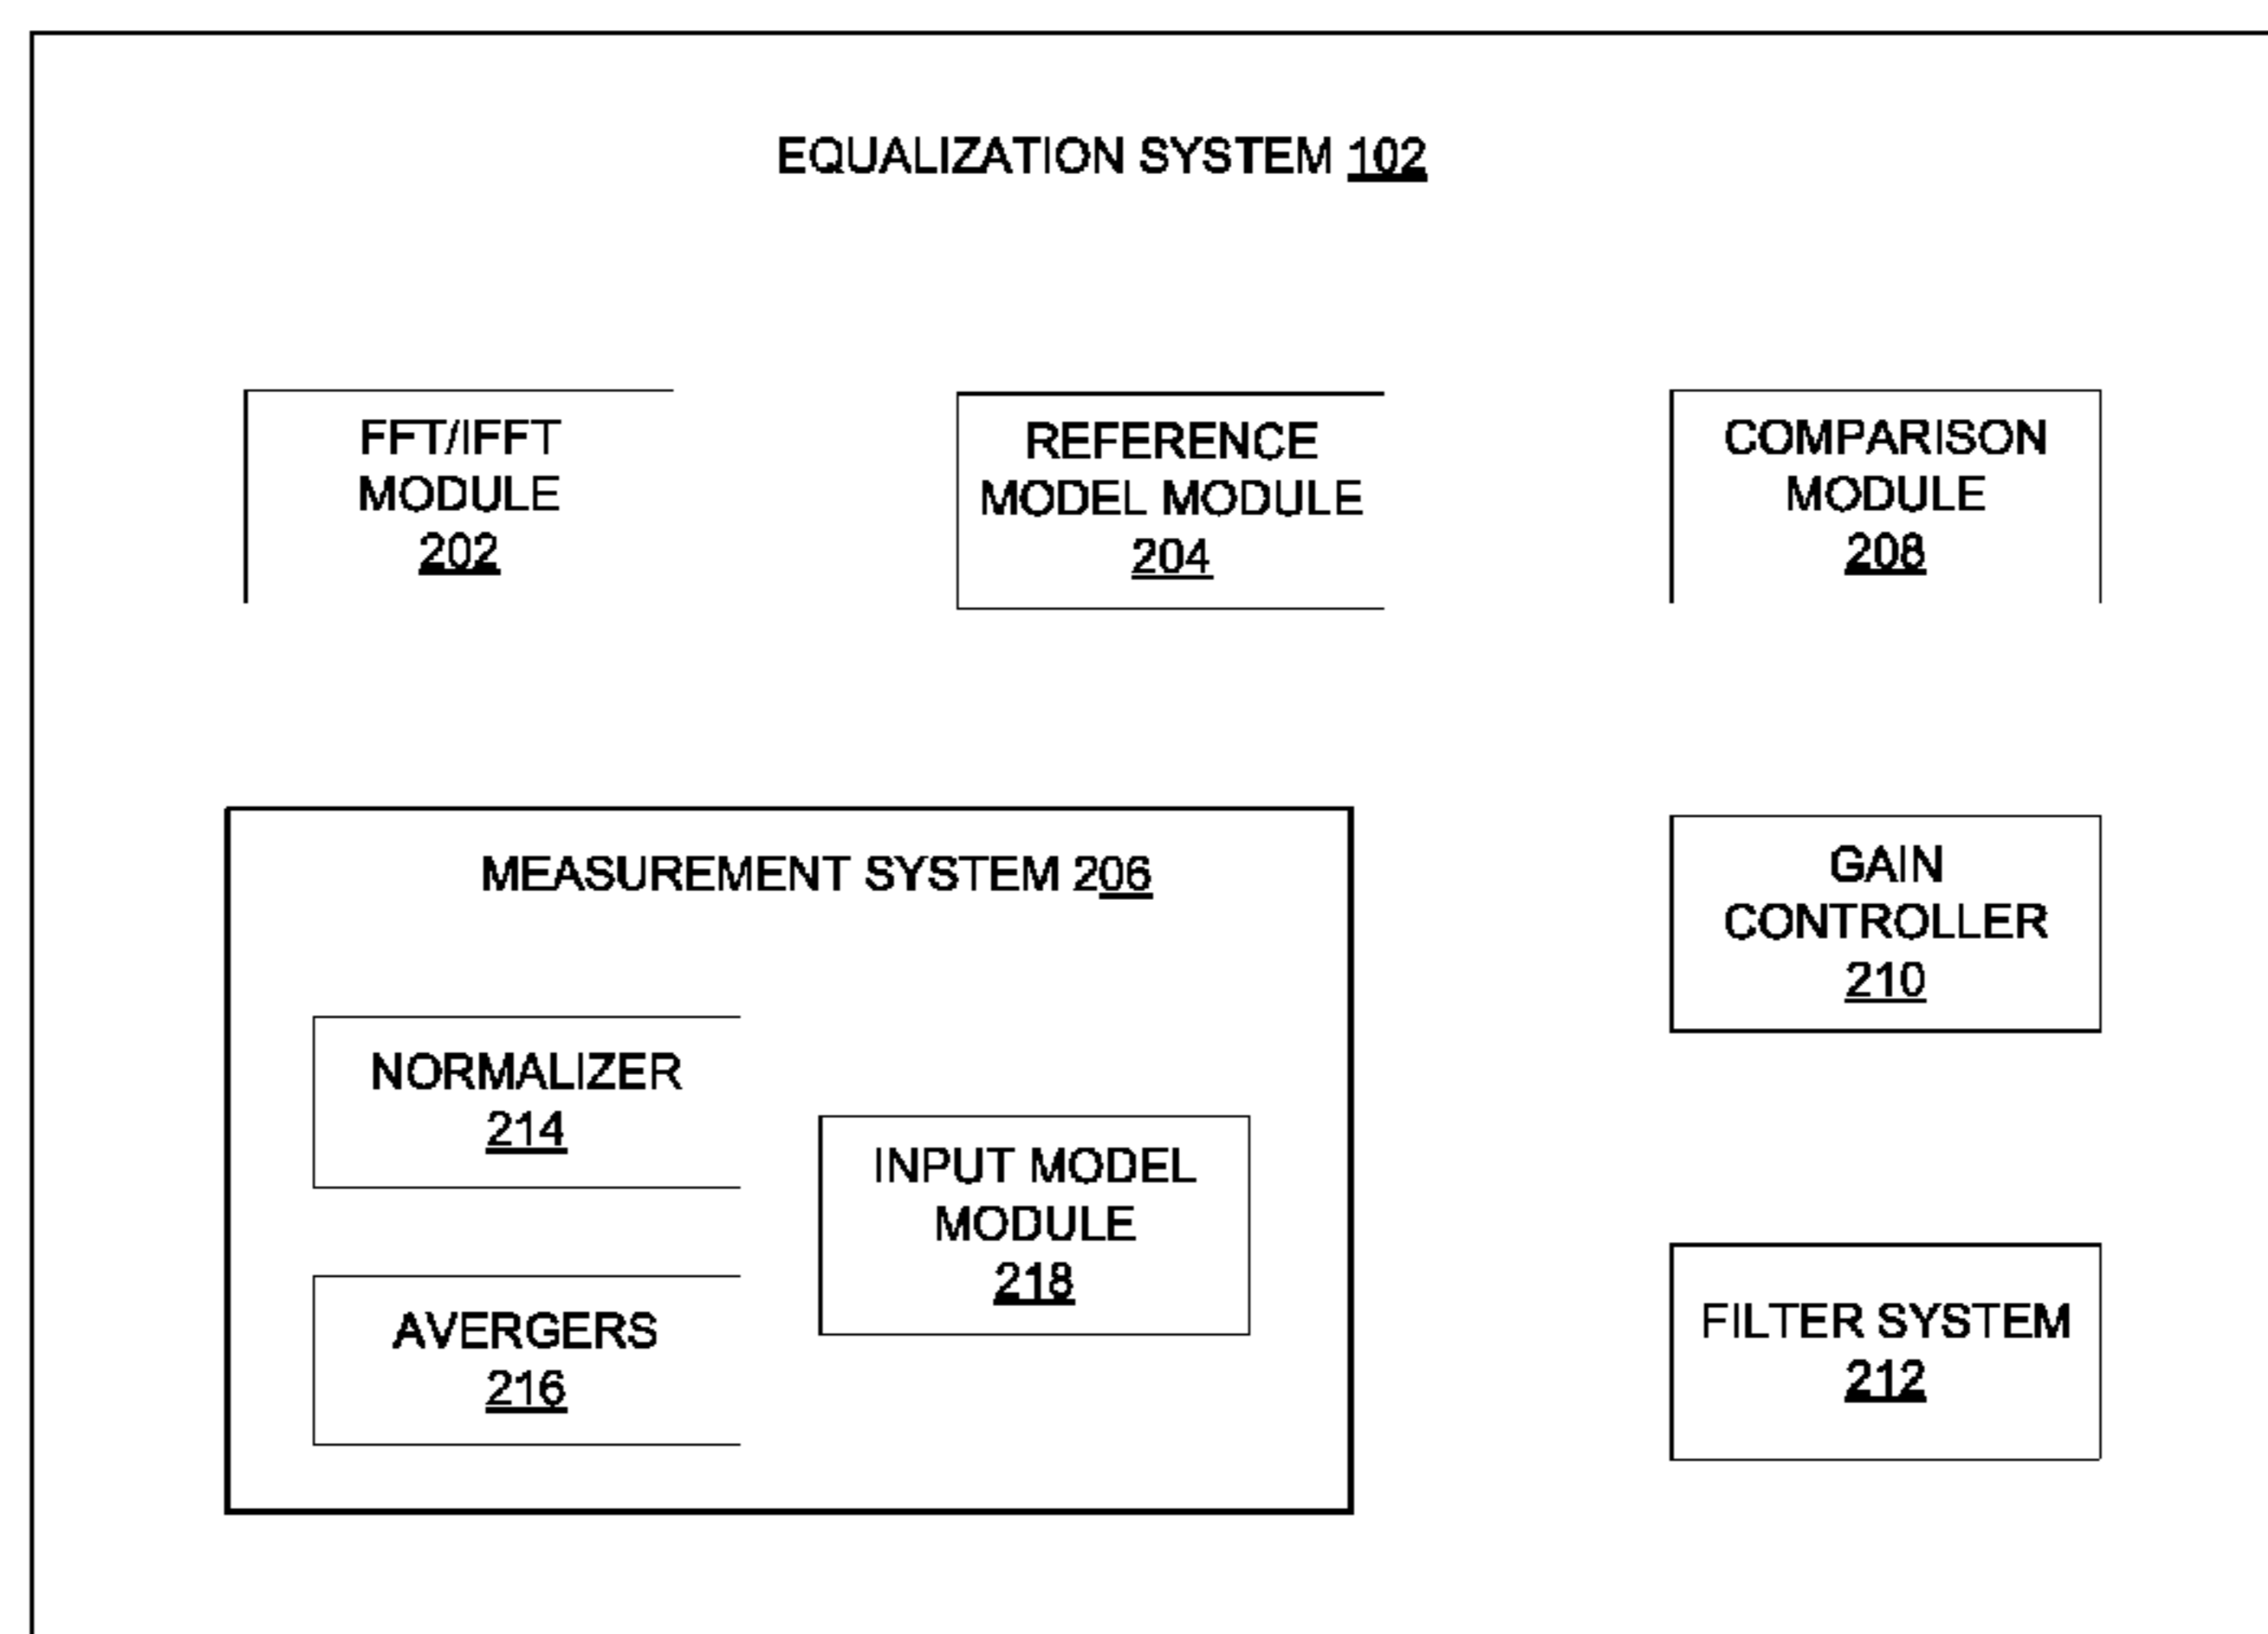 EQUALIZATION SYSTEM 102
FFT/IFFT
MODULE
202
REFERENCE
MODEL MODULE
204
COMPARISON
MODULE
208
MEASUREMENT SYSTEM 206
NORMALIZER
214
AVERGERS
216
INPUT MODEL
MODULE
218
GAIN
CONTROLLER
210
FILTER SYSTEM
212